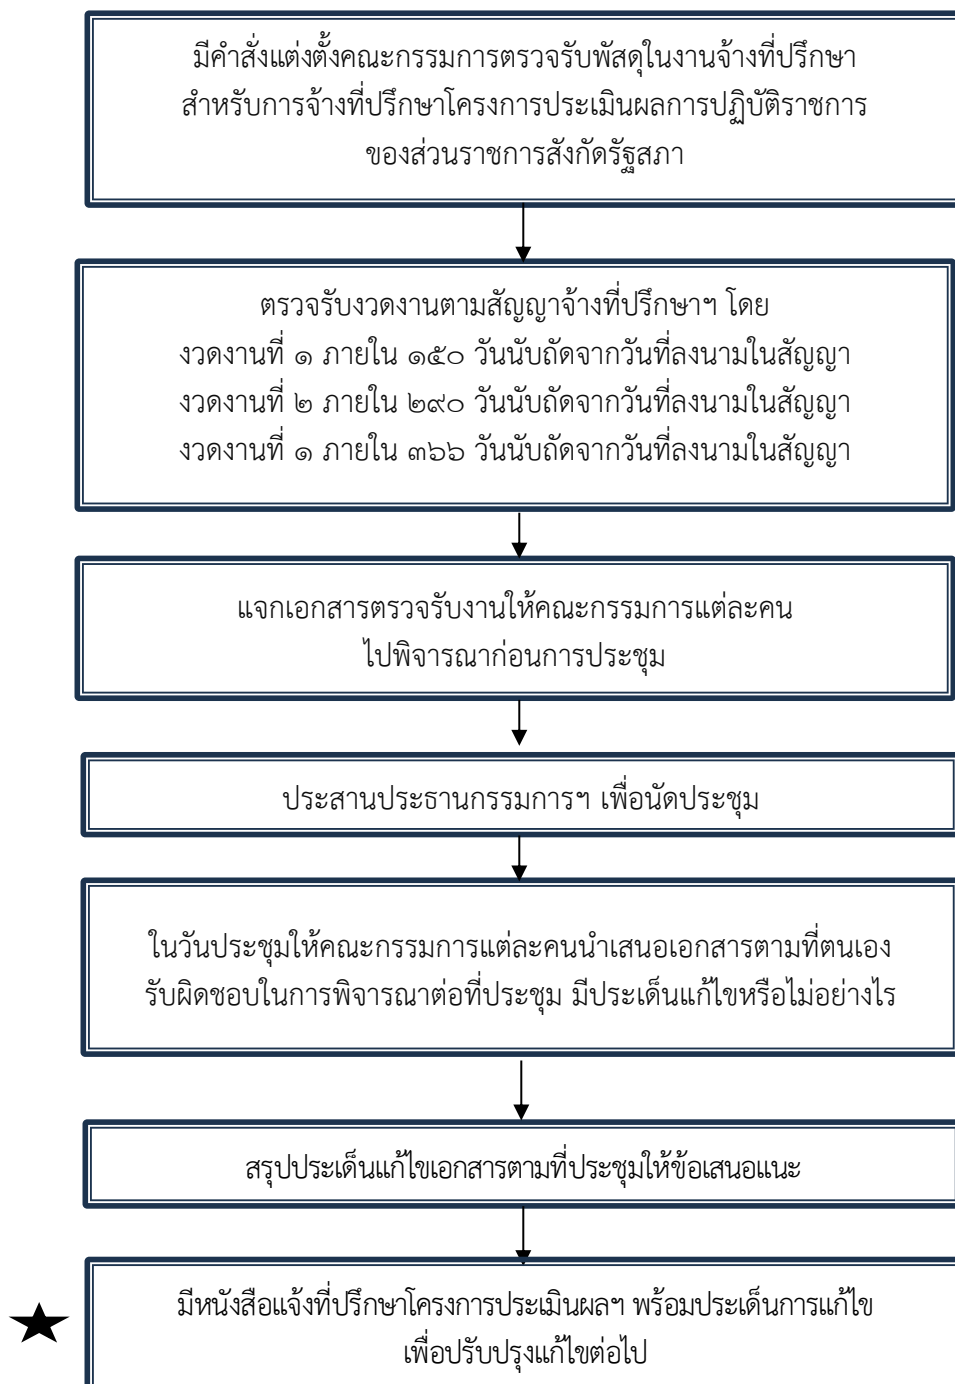 มีคำสั่งแต่งตั้งคณะกรรมการตรวจรับพัสดุในงานจ้างที่ปรึกษา
สำหรับการจ้างที่ปรึกษาโครงการประเมินผลการปฏิบัติราชการ
ของส่วนราชการสังกัดรัฐสภา
ตรวจรับงวดงานตามสัญญาจ้างที่ปรึกษาฯ โดย
งวดงานที่ ๑ ภายใน ๑๕๐ วันนับถัดจากวันที่ลงนามในสัญญา
งวดงานที่ ๒ ภายใน ๒๙๐ วันนับถัดจากวันที่ลงนามในสัญญา
งวดงานที่ ๑ ภายใน ๓๖๖ วันนับถัดจากวันที่ลงนามในสัญญา
แจกเอกสารตรวจรับงานให้คณะกรรมการแต่ละคน
ไปพิจารณาก่อนการประชุม
ประสานประธานกรรมการฯ เพื่อนัดประชุม
ในวันประชุมให้คณะกรรมการแต่ละคนนำเสนอเอกสารตามที่ตนเอง
รับผิดชอบในการพิจารณาต่อที่ประชุม มีประเด็นแก้ไขหรือไม่อย่างไร
สรุปประเด็นแก้ไขเอกสารตามที่ประชุมให้ข้อเสนอแนะ
มีหนังสือแจ้งที่ปรึกษาโครงการประเมินผลฯ พร้อมประเด็นการแก้ไข
เพื่อปรับปรุงแก้ไขต่อไป